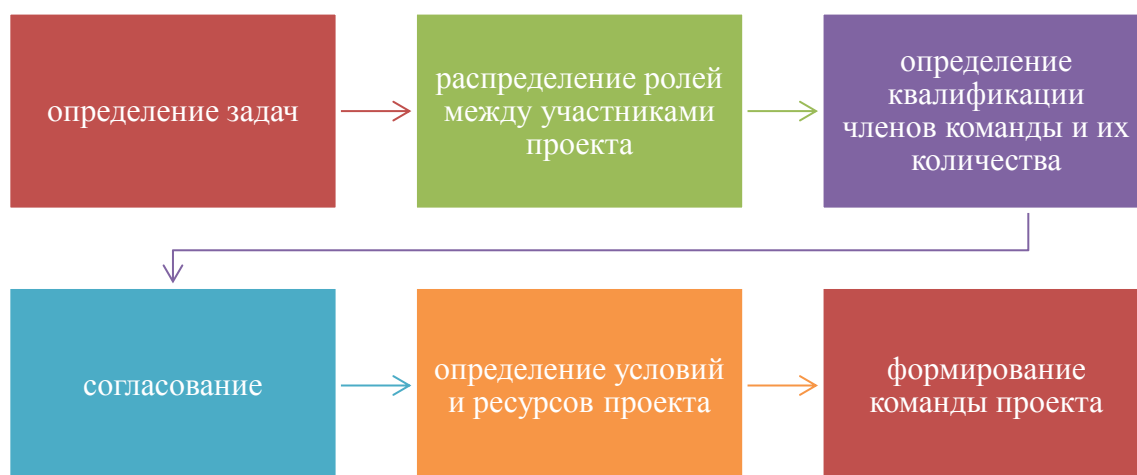 определение задач
распределение ролей
между участниками
проекта
определение
квалификации
членов команды и их
количества
согласование
определение условий
и ресурсов проекта
формирование
команды проекта